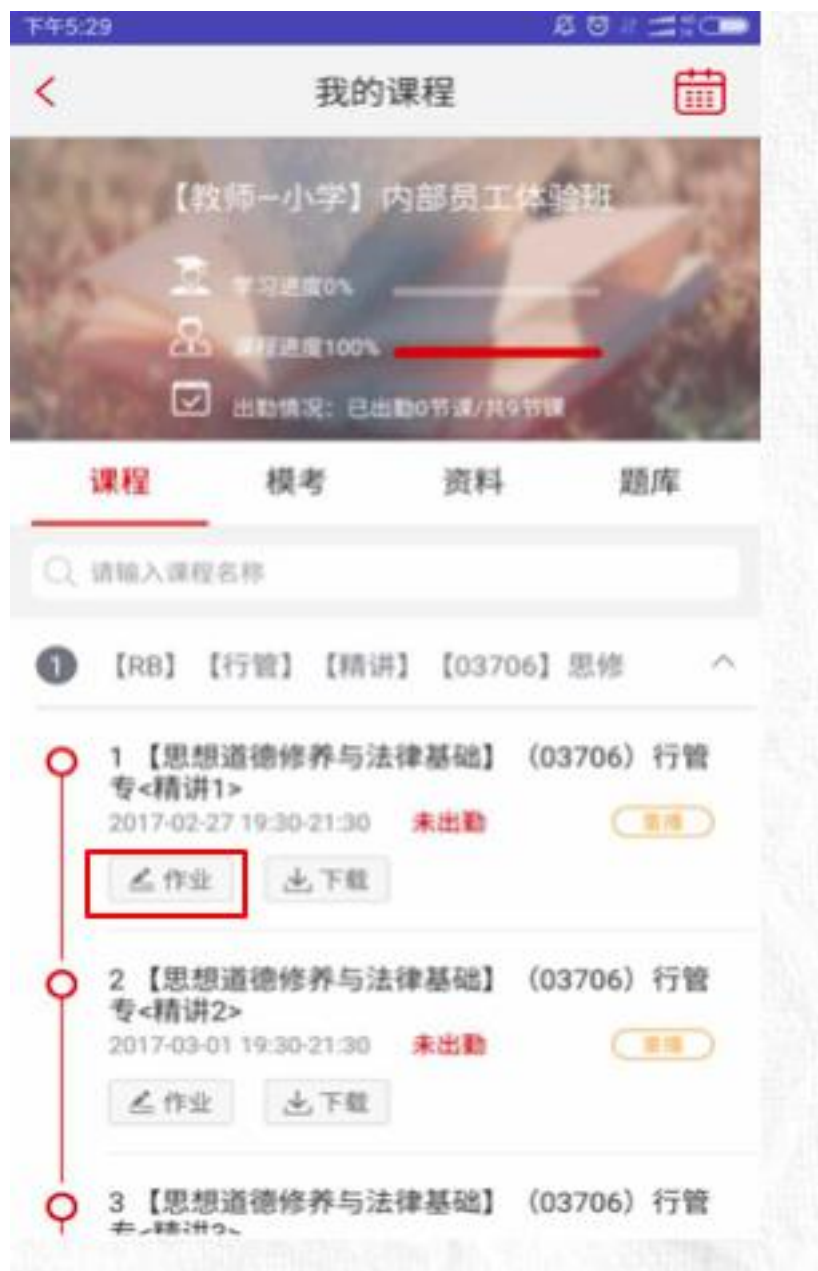 下午5:29
我的课程
【教师–小学】内部员工体验班
学习进度0%
课程进度100%
出勤情况：已出勤0节课/共9节课
课程 模考 资料 题库
请输入课程名称
1 【RB】【行管】【精讲】【03706】思修
1 【思想道德修养与法律基础】（03706）行管
专<精讲1>
2017-02-27 19:30-21:30 未出勤 重播
作业 下载
2 【思想道德修养与法律基础】（03706）行管
专<精讲2>
2017-03-01 19:30-21:30 未出勤 重播
作业 下载
3 【思想道德修养与法律基础】（03706）行管